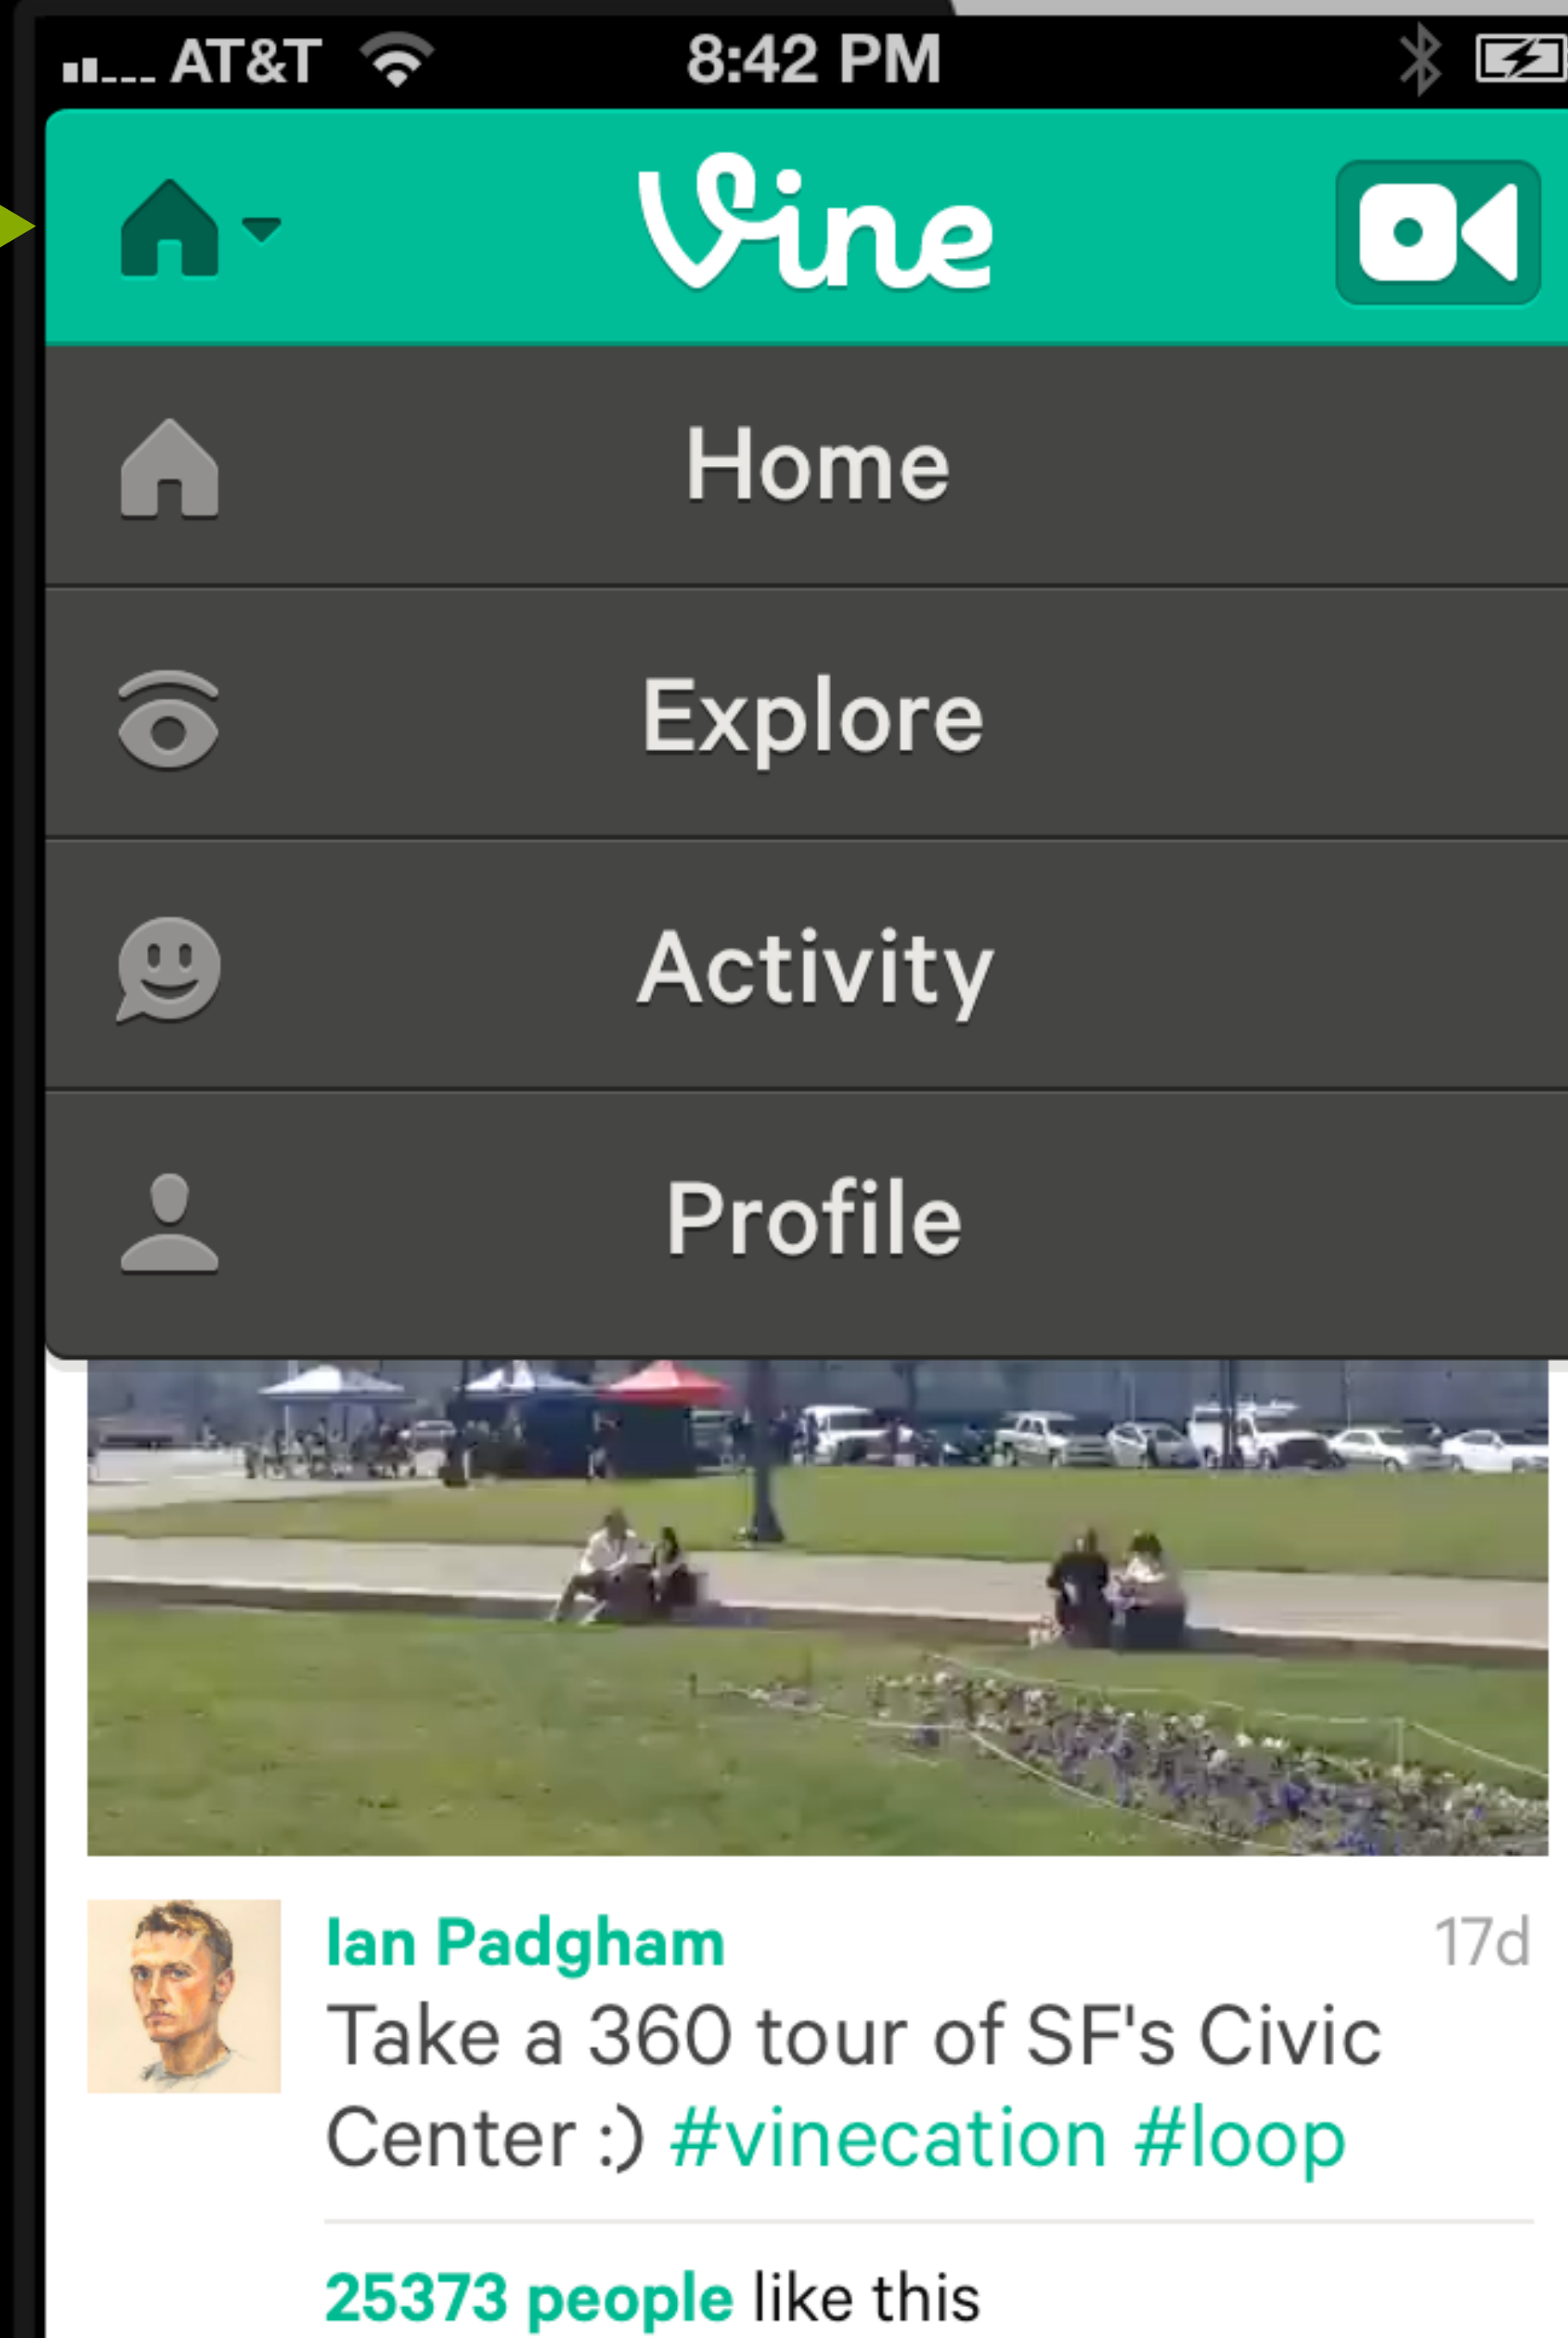 AT&T 8:42 PM
Vine
Home
Explore
Activity
Profile
Ian Padgham 17d
Take a 360 tour of SF's Civic
Center :) #vinecation #loop
25373 people like this